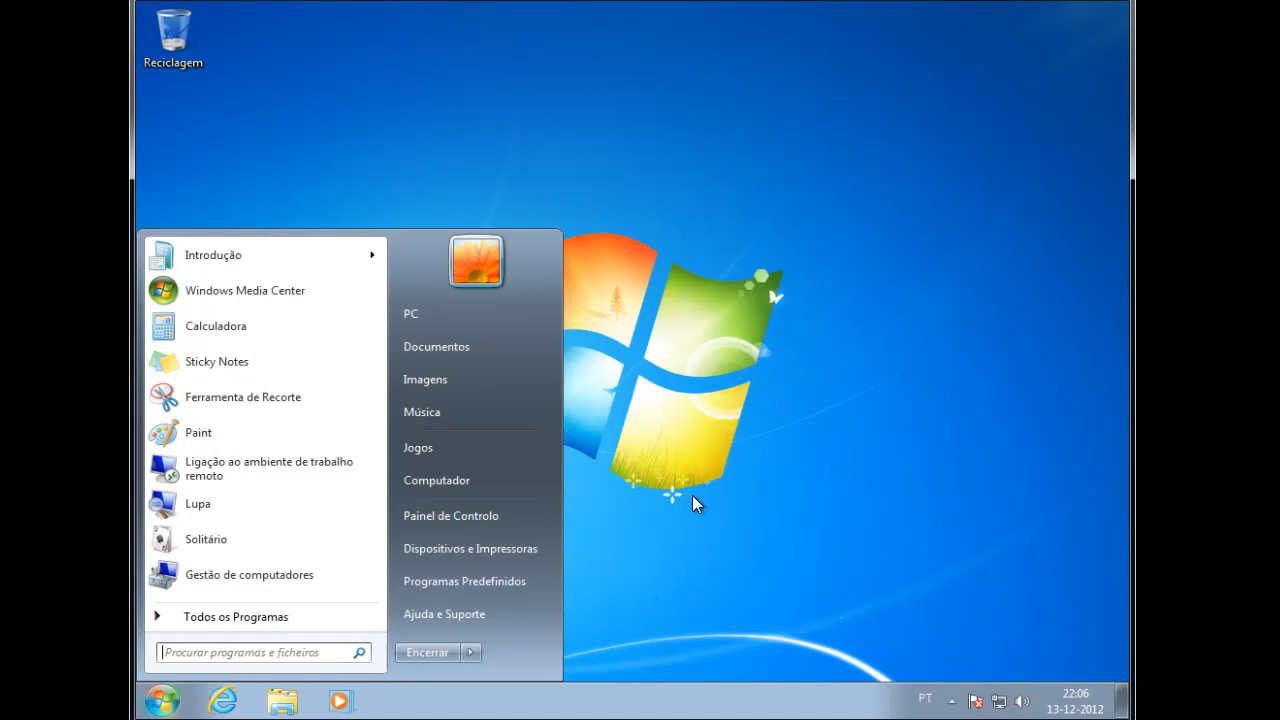 Reciclagem
Introdução
Windows Media Center
Calculadora
Sticky Notes
Ferramenta de Recorte
Paint
Ligação ao ambiente de trabalho
remoto
Lupa
Solitário
Gestão de computadores
Todos os Programas
Procurar programas e ficheiros
PC
Documentos
Imagens
Música
Jogos
Computador
Painel de Controlo
Dispositivos e Impressoras
Programas Predefinidos
Ajuda e Suporte
Encerrar
PT
22:06
13-12-2012